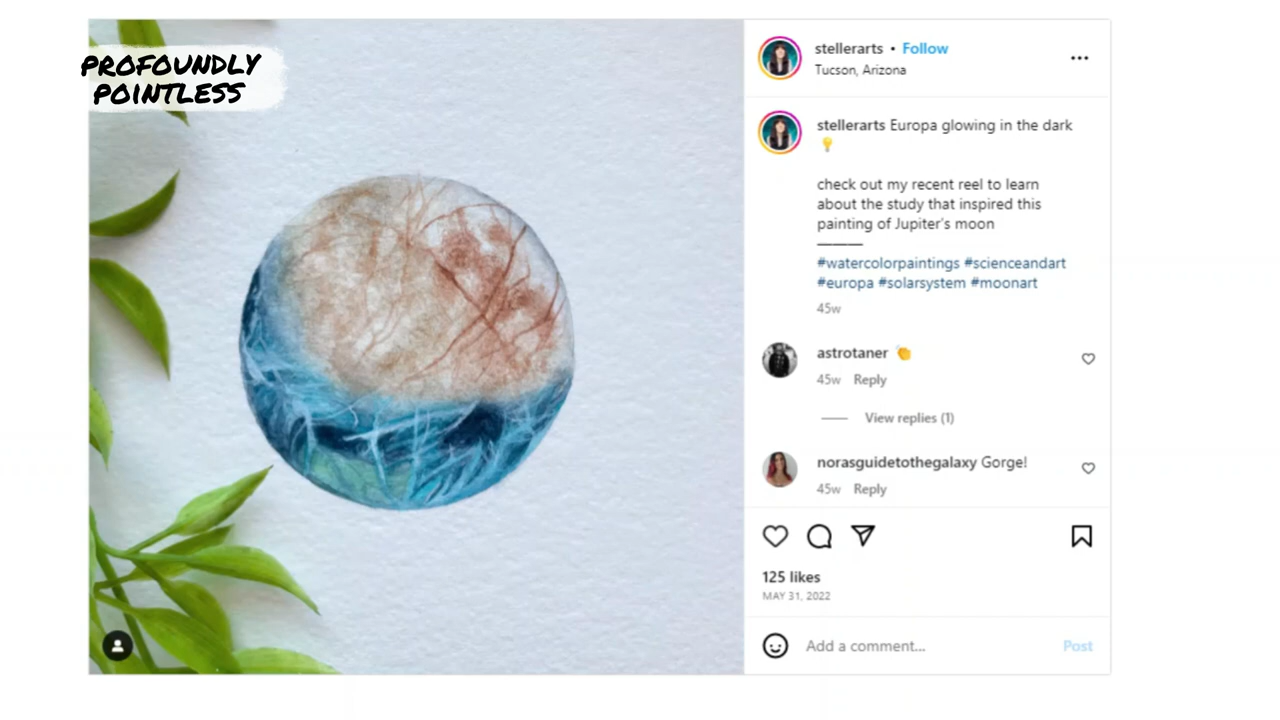 PROFOUNDLY
POINTLESS
stellerarts • Follow
Tucson, Arizona
stellerarts Europa glowing in the dark
💡
check out my recent reel to learn
about the study that inspired this
painting of Jupiter's moon
———
#watercolorpaintings #scienceandart
#europa #solarsystem #moonart
45w
astrotaner 👏
45w Reply
View replies (1)
norasguidetothegalaxy Gorge!
45w Reply
125 likes
MAY 31, 2022
Add a comment...
Post